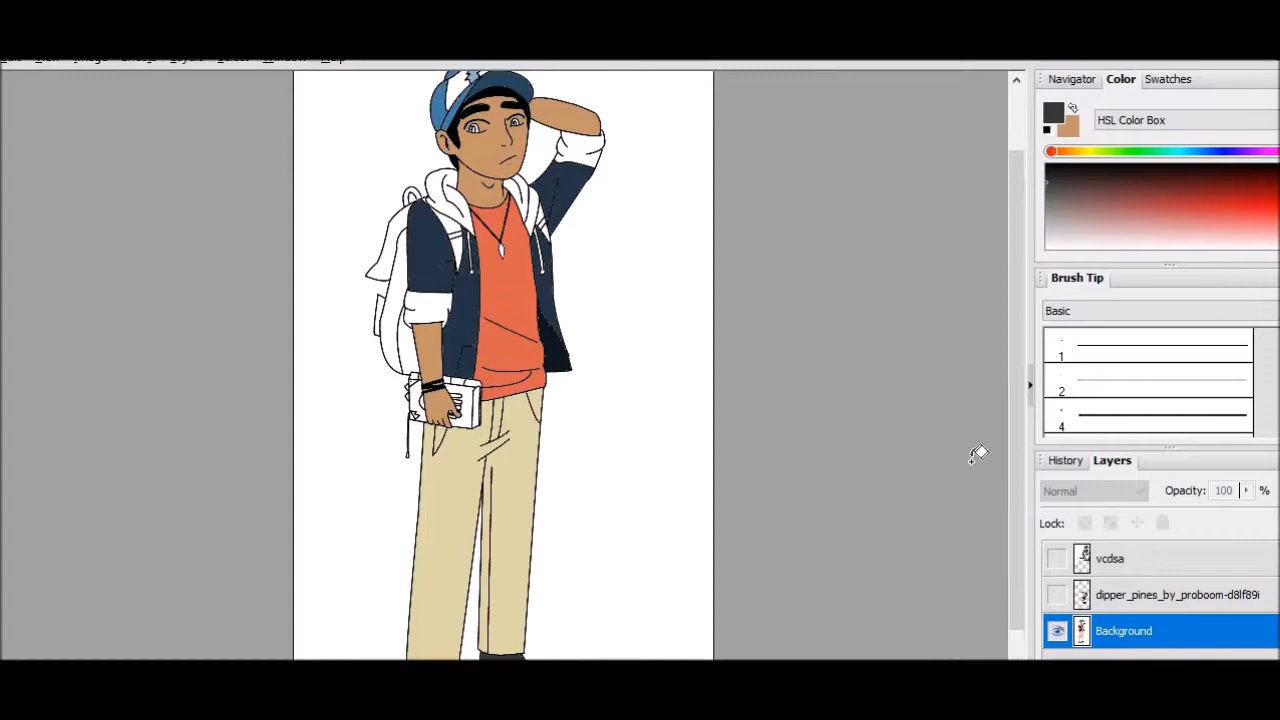 Navigator Color Swatches
HSL Color Box
Brush Tip
Basic
1
2
4
History Layers
Normal Opacity: 100 %
Lock:
vcdsa
dipper_pines_by_proboom-d8lf89i
Background